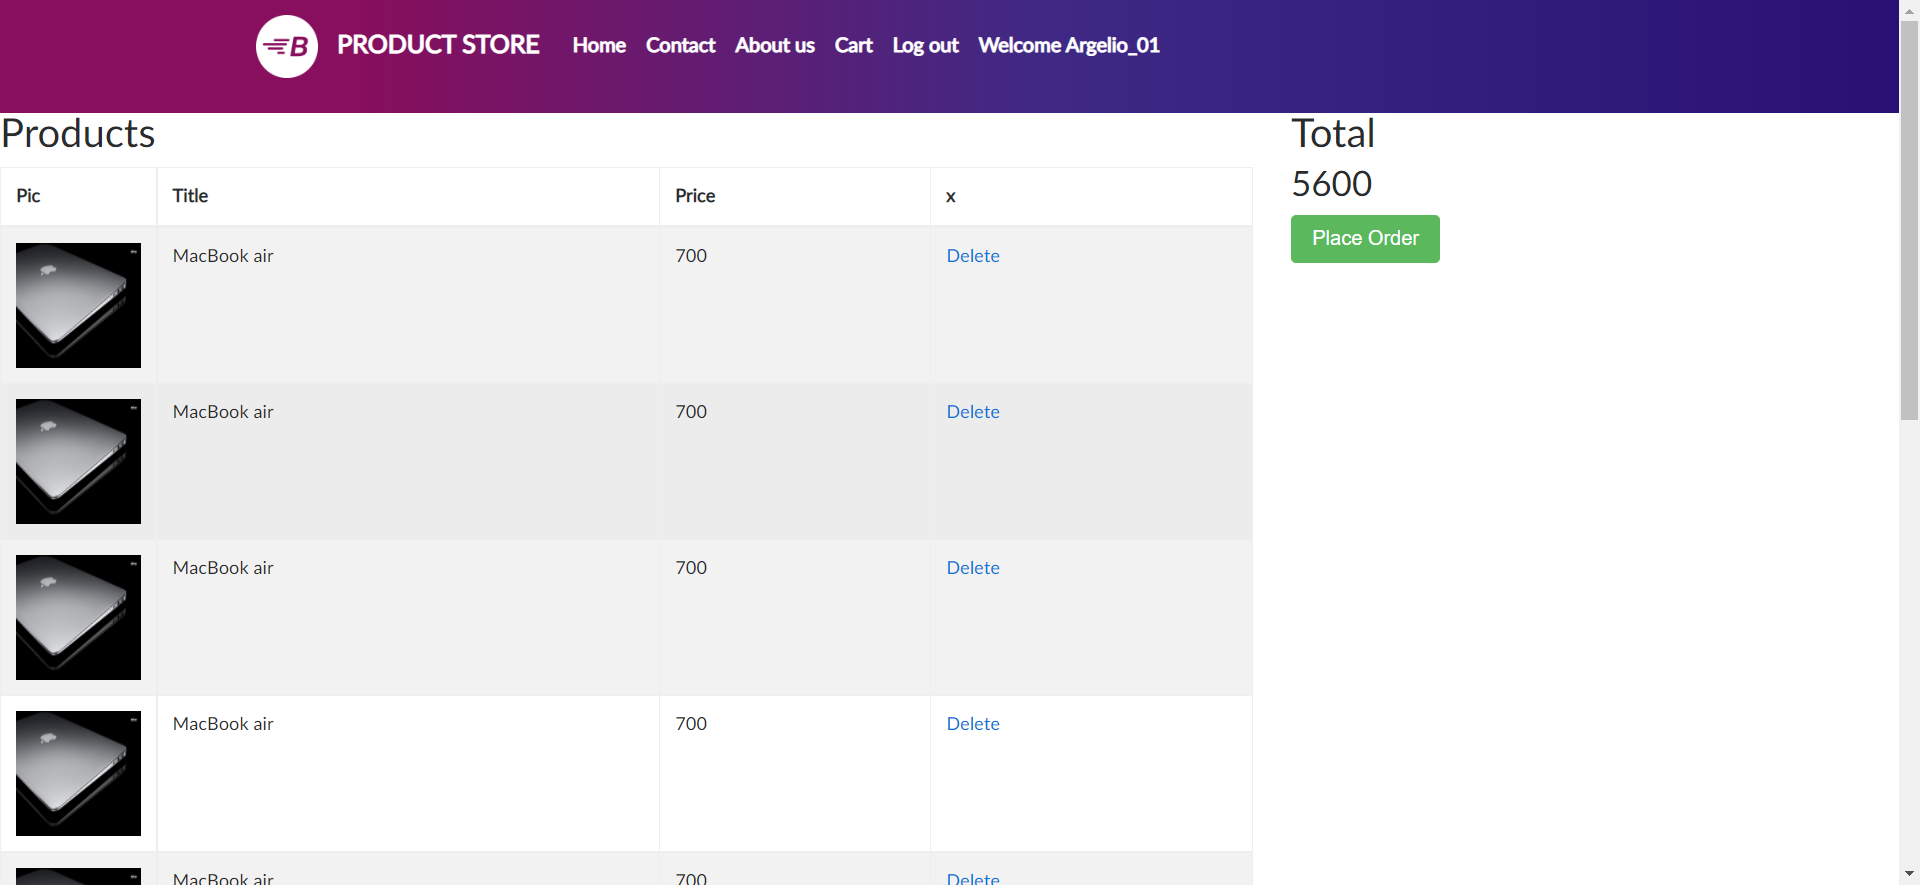 B PRODUCT STORE Home Contact About us Cart Log out Welcome Argelio_01
Products
Total
5600
Place Order
Pic Title Price x
MacBook air 700 Delete
MacBook air 700 Delete
MacBook air 700 Delete
MacBook air 700 Delete
MacBook air 700 Delete